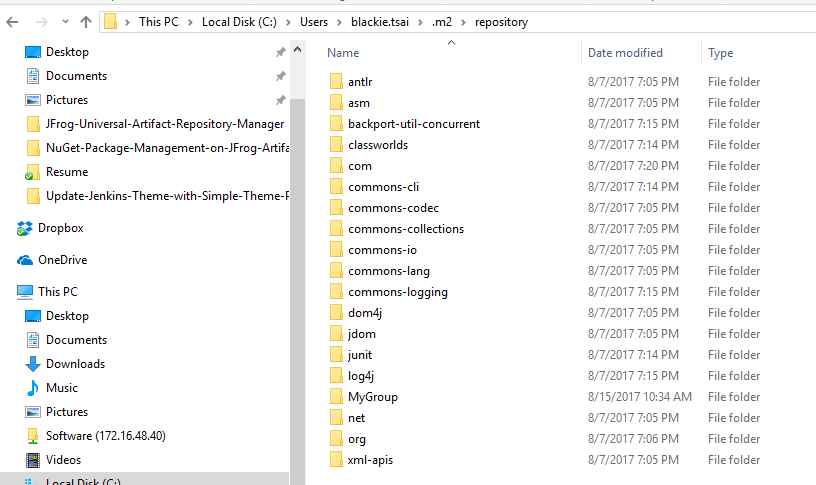 This PC > Local Disk (C:) > Users > blackie.tsai > .m2 > repository
Desktop
Documents
Pictures
JFrog-Universal-Artifact-Repository-Manager
NuGet-Package-Management-on-JFrog-Artifa
Resume
Update-Jenkins-Theme-with-Simple-Theme-P
Dropbox
OneDrive
This PC
Desktop
Documents
Downloads
Music
Pictures
Software (172.16.48.40)
Videos
Local Disk (C:)
Name Date modified Type
antlr 8/7/2017 7:05 PM File folder
asm 8/7/2017 7:05 PM File folder
backport-util-concurrent 8/7/2017 7:15 PM File folder
classworlds 8/7/2017 7:14 PM File folder
com 8/7/2017 7:20 PM File folder
commons-cli 8/7/2017 7:14 PM File folder
commons-codec 8/7/2017 7:05 PM File folder
commons-collections 8/7/2017 7:05 PM File folder
commons-io 8/7/2017 7:05 PM File folder
commons-lang 8/7/2017 7:05 PM File folder
commons-logging 8/7/2017 7:15 PM File folder
dom4j 8/7/2017 7:05 PM File folder
jdom 8/7/2017 7:05 PM File folder
junit 8/7/2017 7:14 PM File folder
log4j 8/7/2017 7:15 PM File folder
MyGroup 8/15/2017 10:34 AM File folder
net 8/7/2017 7:05 PM File folder
org 8/7/2017 7:06 PM File folder
xml-apis 8/7/2017 7:05 PM File folder